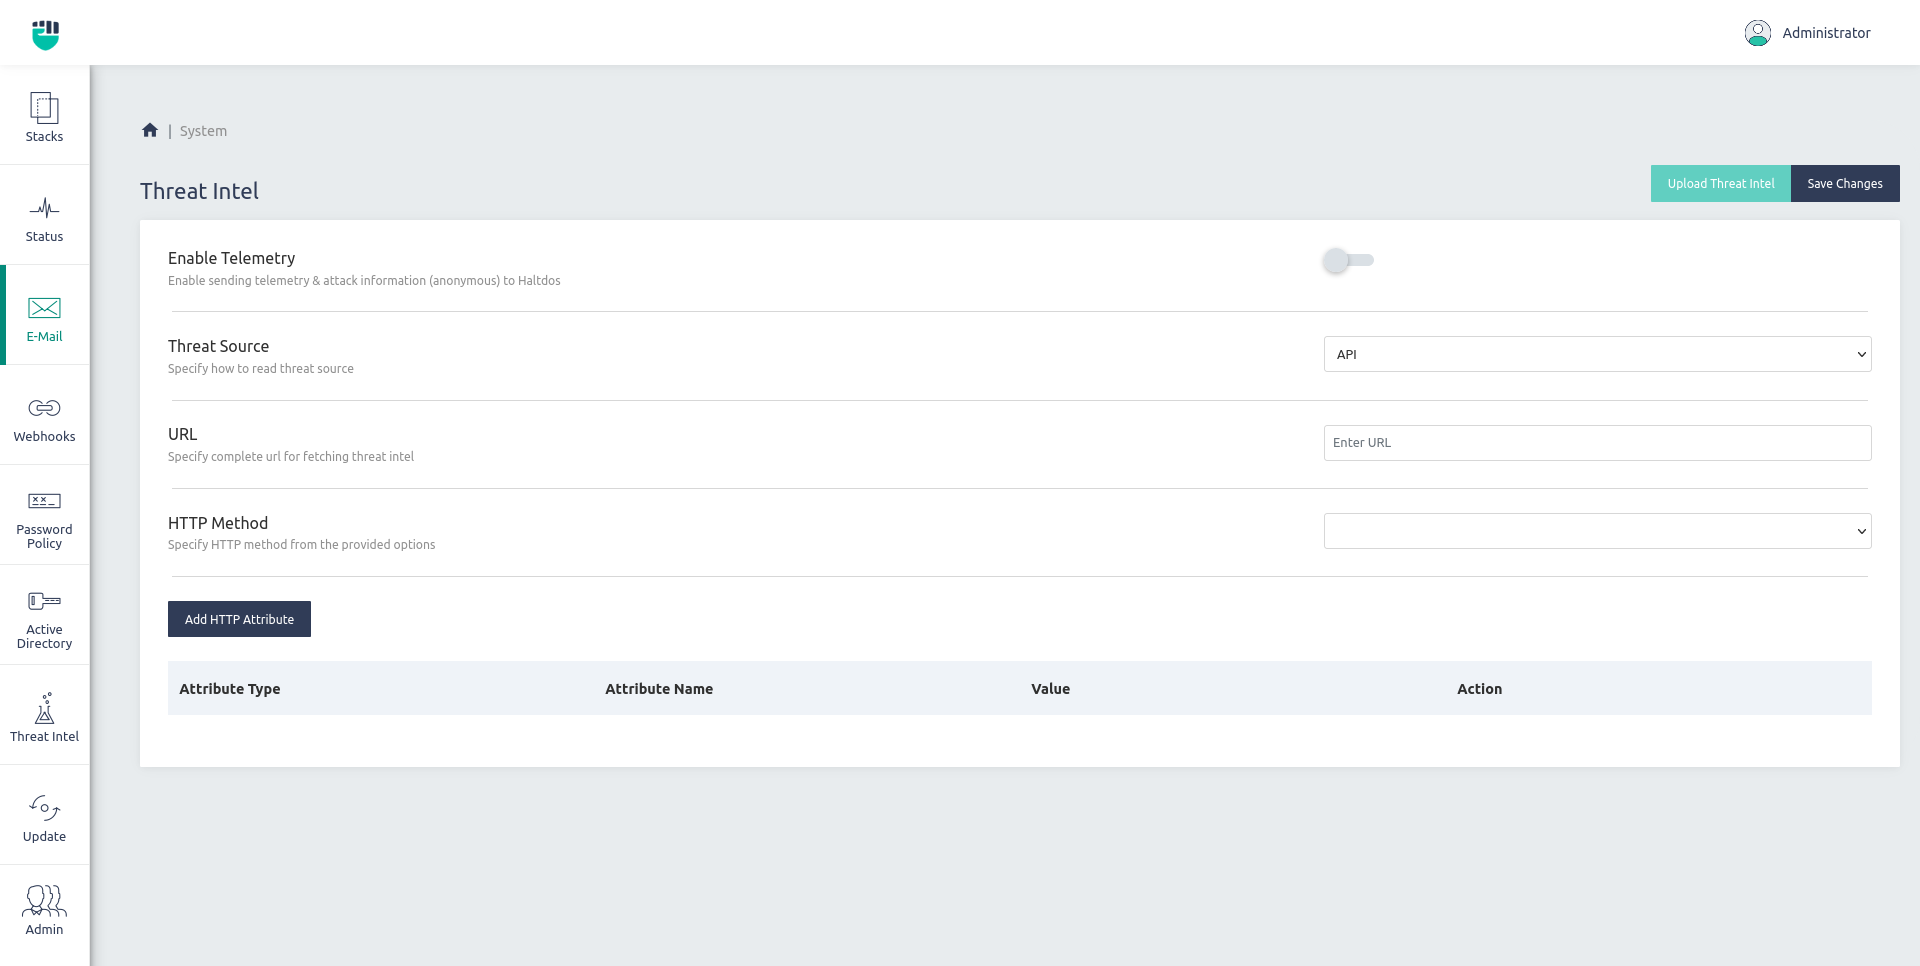 Administrator
Stacks
Status
E-Mail
Webhooks
Password
Policy
Active
Directory
Threat Intel
Update
Admin
| System
Threat Intel
Upload Threat Intel
Save Changes
Enable Telemetry
Enable sending telemetry & attack information (anonymous) to Haltdos
Threat Source
Specify how to read threat source
API
URL
Specify complete url for fetching threat intel
Enter URL
HTTP Method
Specify HTTP method from the provided options
Add HTTP Attribute
Attribute Type Attribute Name Value Action